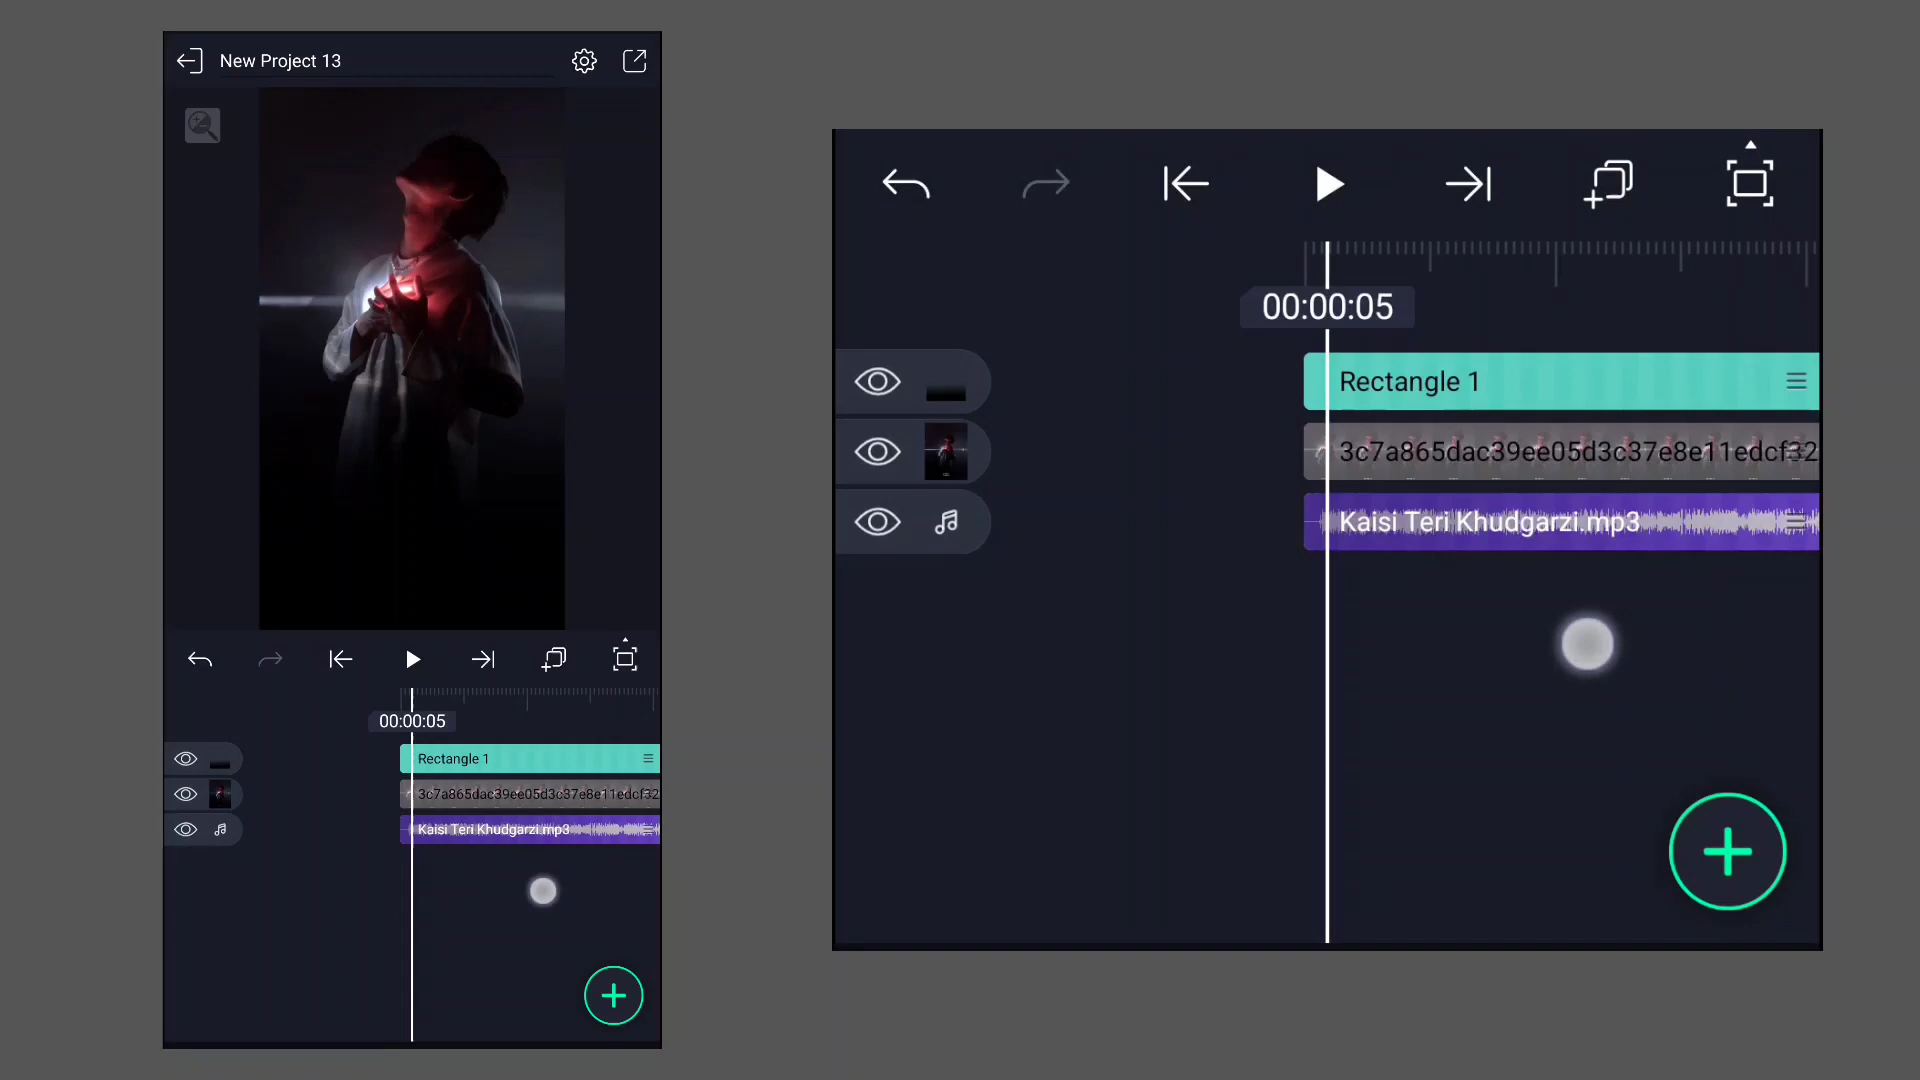 New Project 13
00:00:05
Rectangle 1
3c7a865dac39ee05d3c37e8e11edcf32
Kaisi Teri Khudgarzi.mp3
00:00:05
Rectangle 1
3c7a865dac39ee05d3c37e8e11edcf32
Kaisi Teri Khudgarzi.mp3